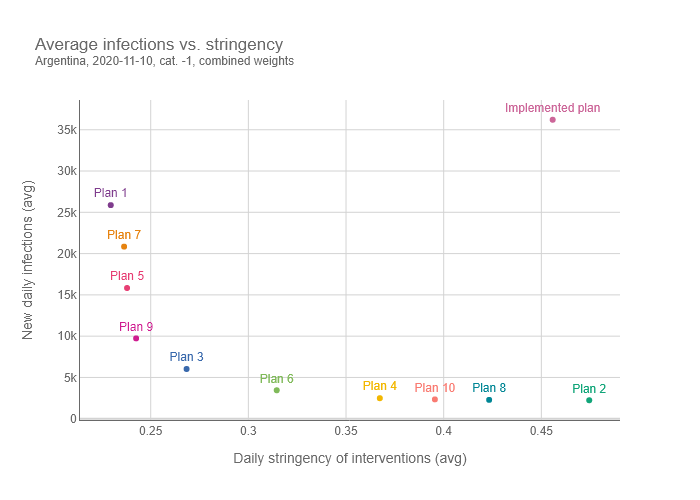 Average infections vs. stringency
Argentina, 2020-11-10, cat. -1, combined weights
Implemented plan
35k
30k
Plan 1
25k
Plan 7
20k
Plan 5
15k
Plan 9
10k
Plan 3
Plan 6
5k
Plan 4
Plan 10
Plan 8
Plan 2
0
0.25
0.3
0.35
0.4
0.45
New daily infections (avg)
Daily stringency of interventions (avg)